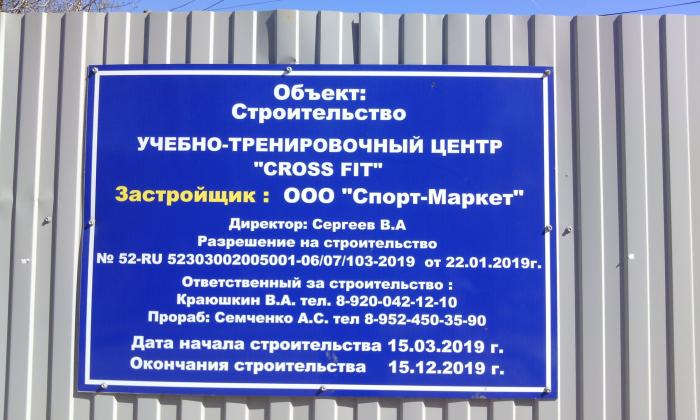 Объект:
Строительство
УЧЕБНО-ТРЕНИРОВОЧНЫЙ ЦЕНТР
"CROSS FIT"
Застройщик : ООО "Спорт-Маркет"
Директор: Сергеев В.А
Разрешение на строительство
№ 52-RU 52303002005001-06/07/103-2019 от 22.01.2019г.
Ответственный за строительство :
Краюшкин В.А. тел. 8-920-042-12-10
Прораб: Семченко А.С. тел 8-952-450-35-90
Дата начала строительства 15.03.2019 г.
Окончания строительства 15.12.2019 г.